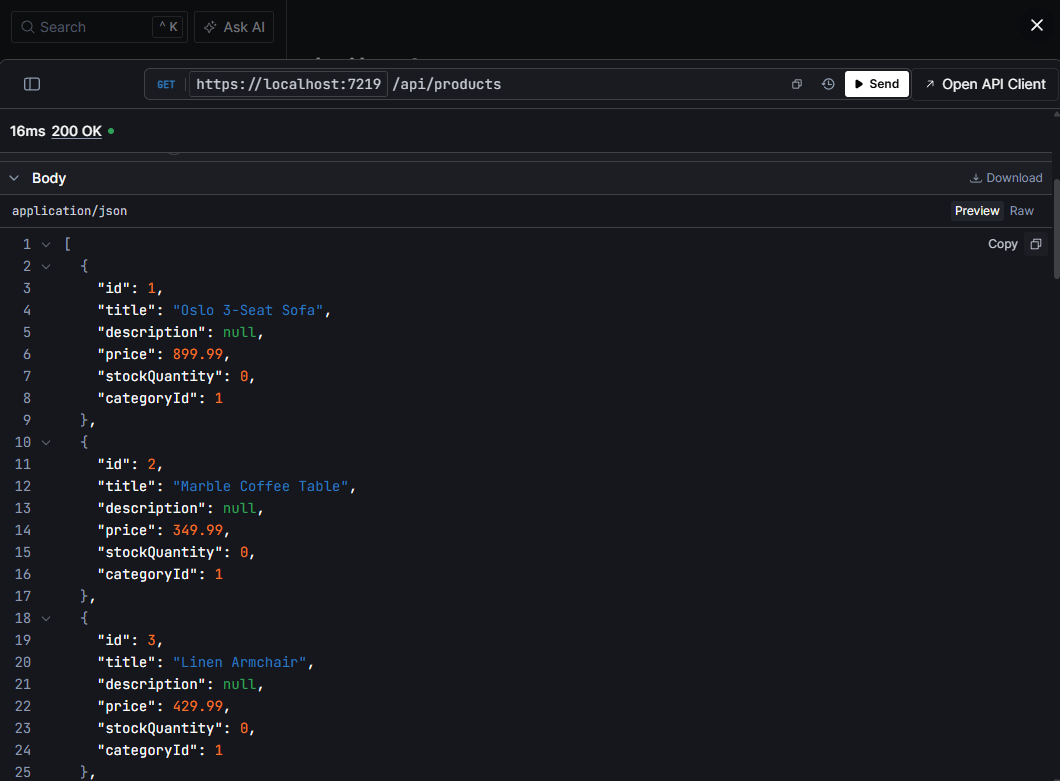 Search ^ K Ask AI
GET https://localhost:7219 /api/products Send Open API Client
16ms 200 OK
Body Download
application/json Preview Raw
Copy
1 [
2 {
3 "id": 1,
4 "title": "Oslo 3-Seat Sofa",
5 "description": null,
6 "price": 899.99,
7 "stockQuantity": 0,
8 "categoryId": 1
9 },
10 {
11 "id": 2,
12 "title": "Marble Coffee Table",
13 "description": null,
14 "price": 349.99,
15 "stockQuantity": 0,
16 "categoryId": 1
17 },
18 {
19 "id": 3,
20 "title": "Linen Armchair",
21 "description": null,
22 "price": 429.99,
23 "stockQuantity": 0,
24 "categoryId": 1
25 },